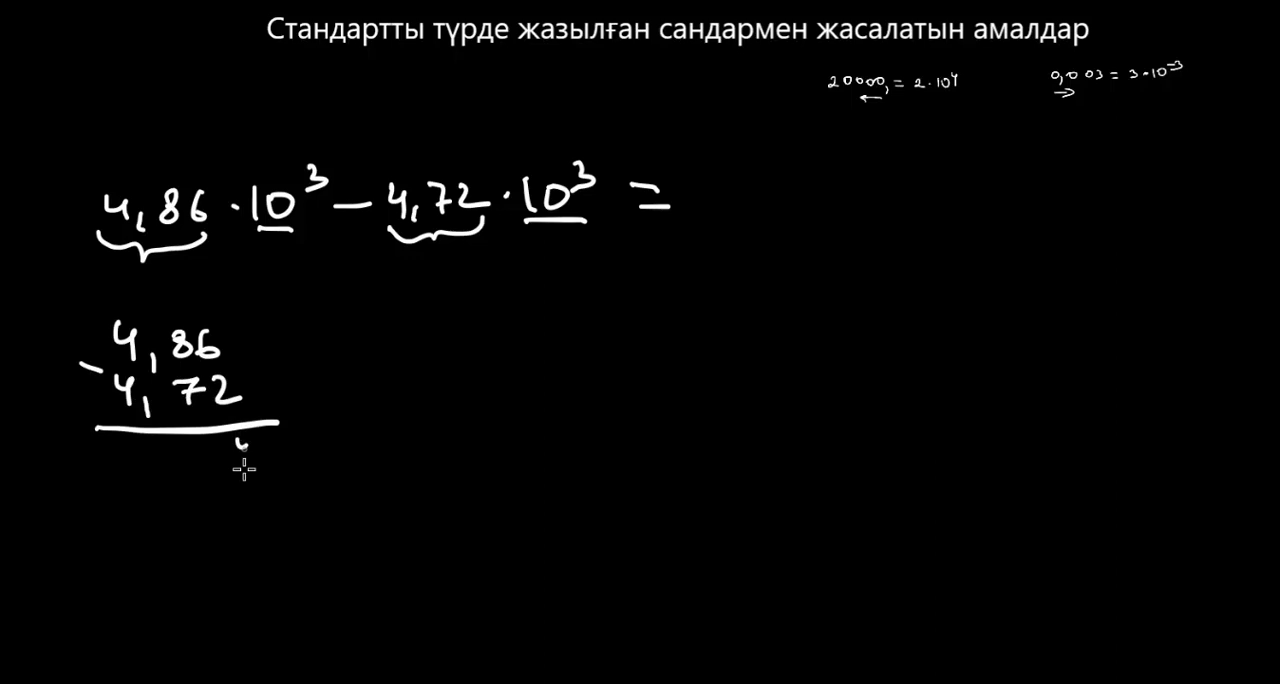 Стандартты түрде жазылған сандармен жасалатын амалдар
20000, = 2·10⁴ 0,003 = 3·10⁻³
4,86 · 10³ − 4,72 · 10³ =
4,86
− 4,72
4